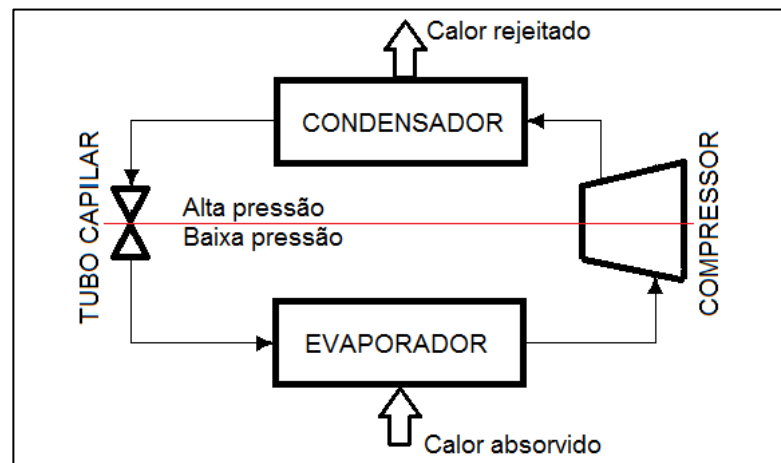 Calor rejeitado
CONDENSADOR
TUBO CAPILAR
Alta pressão
Baixa pressão
COMPRESSOR
EVAPORADOR
Calor absorvido